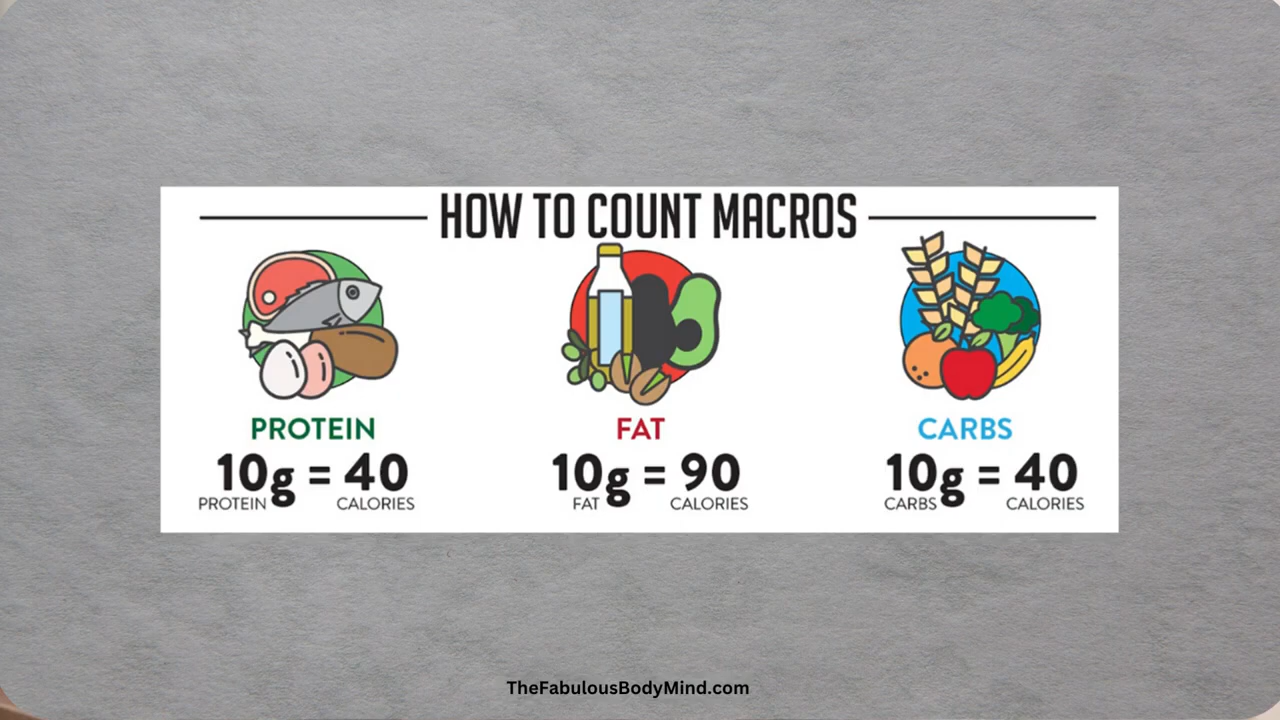 HOW TO COUNT MACROS
PROTEIN
10g = 40
PROTEIN CALORIES
FAT
10g = 90
FAT CALORIES
CARBS
10g = 40
CARBS CALORIES
TheFabulousBodyMind.com